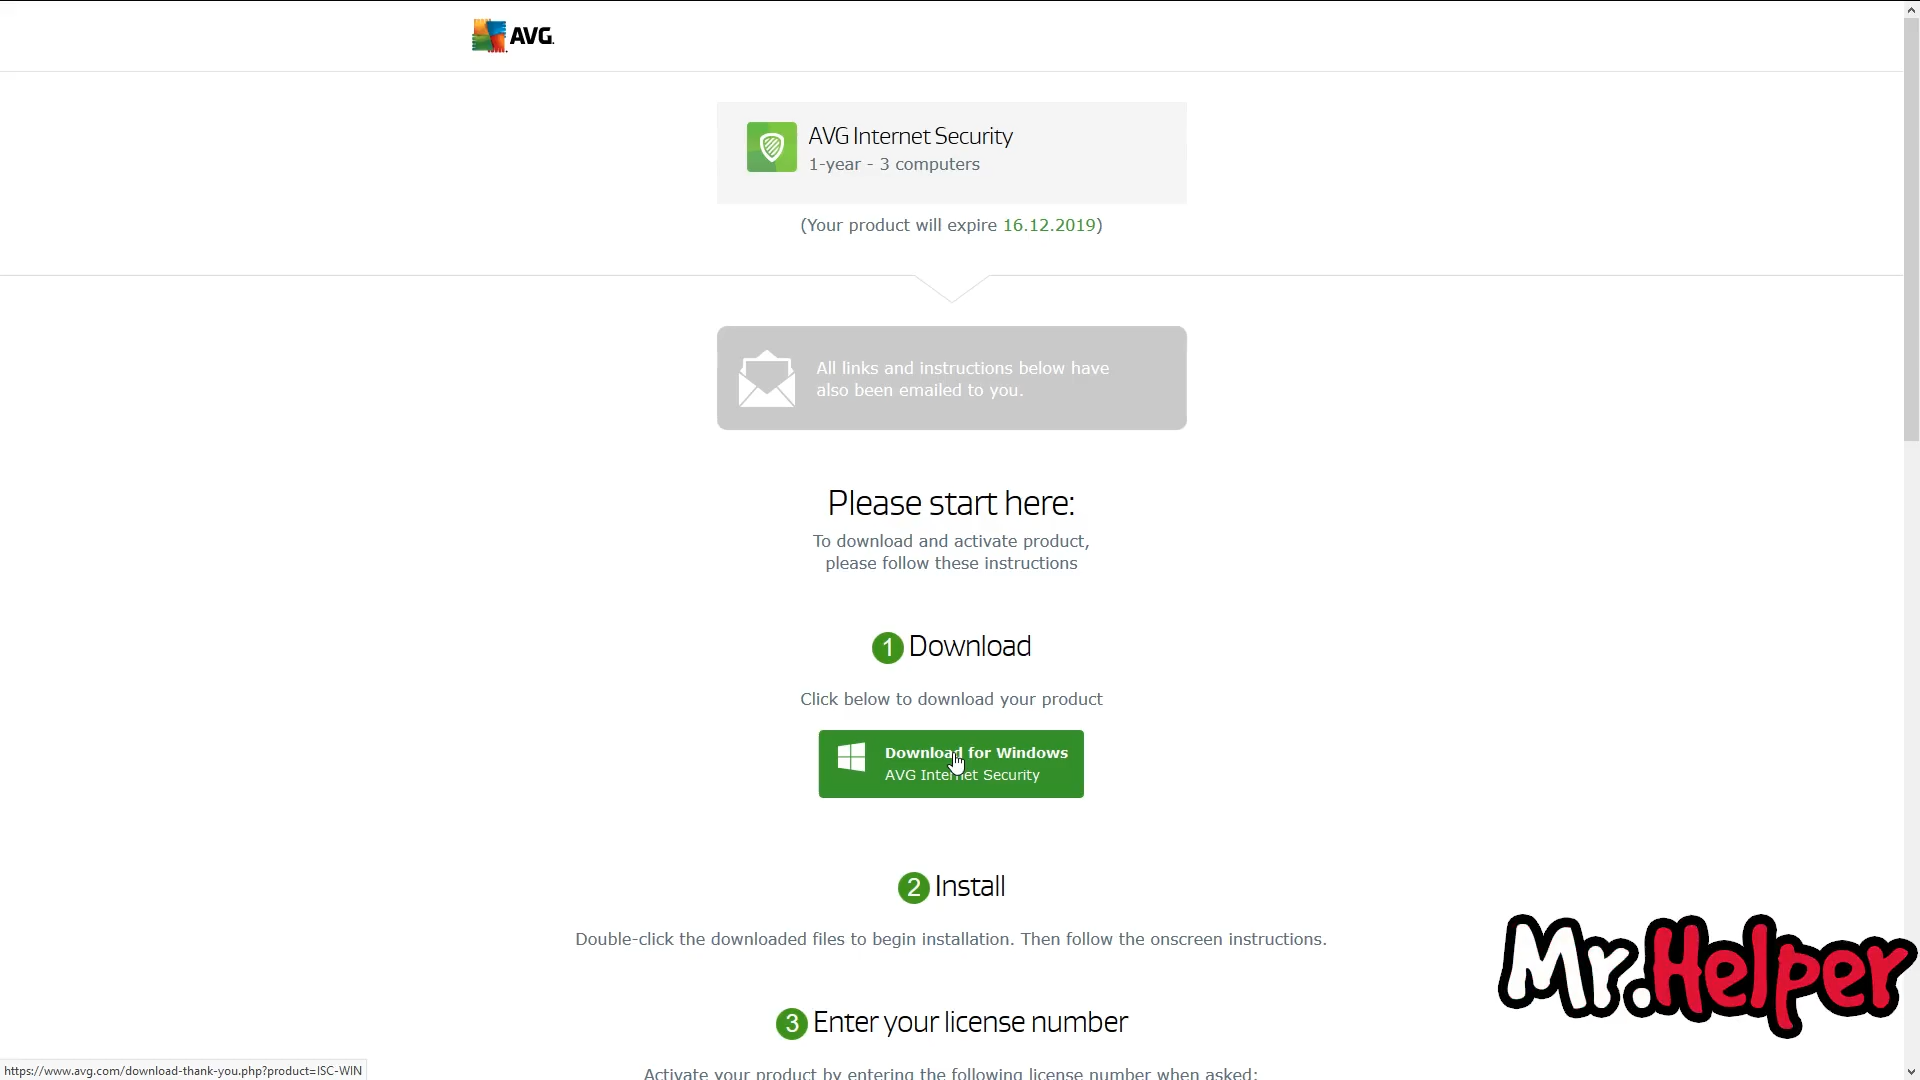 AVG.
AVG Internet Security
1-year - 3 computers
(Your product will expire 16.12.2019)
All links and instructions below have
also been emailed to you.
Please start here:
To download and activate product,
please follow these instructions
1 Download
Click below to download your product
Download for Windows
AVG Internet Security
2 Install
Double-click the downloaded files to begin installation. Then follow the onscreen instructions.
Mr.Helper
3 Enter your license number
https://www.avg.com/download-thank-you.php?product=ISC-WIN
Activate your product by entering the following license number when asked: